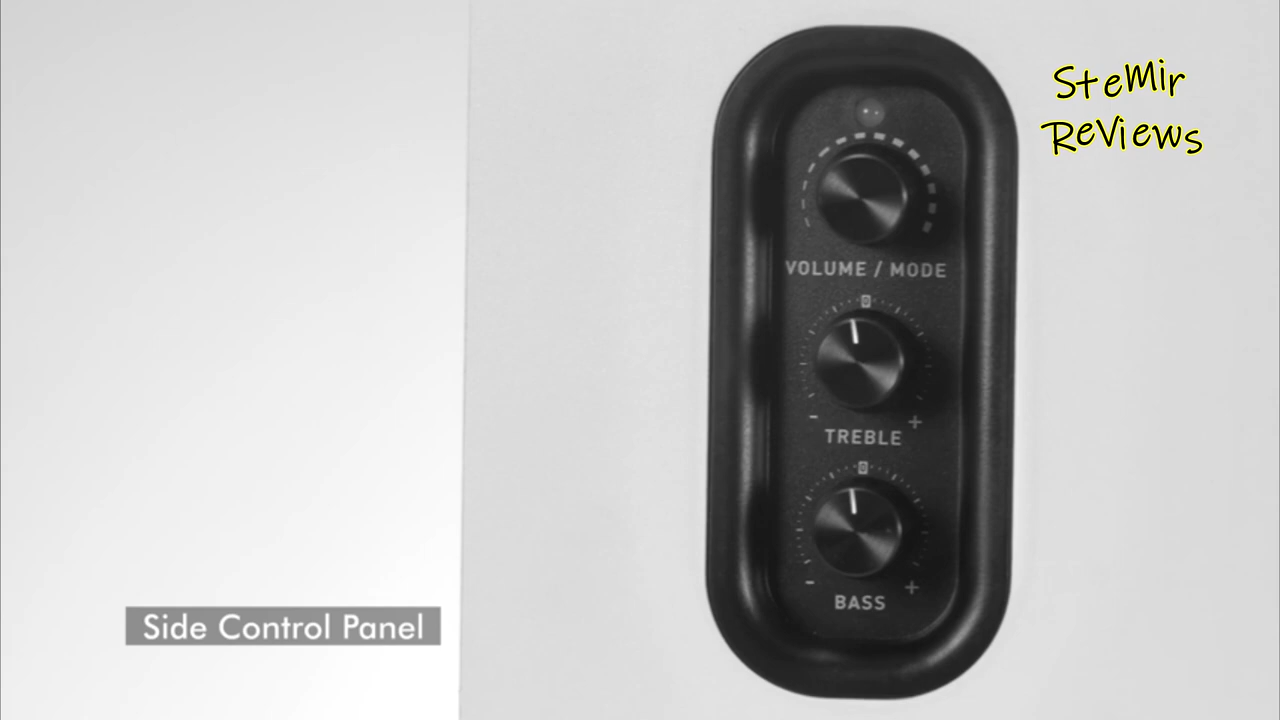 SteMir
ReViews
VOLUME / MODE
0
- +
TREBLE
0
- +
BASS
Side Control Panel